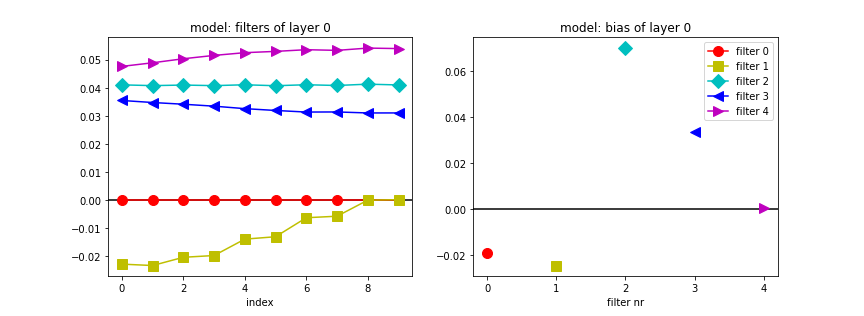 model: filters of layer 0
0.05
0.04
0.03
0.02
0.01
0.00
−0.01
−0.02
0 2 4 6 8
index
model: bias of layer 0
0.06
0.04
0.02
0.00
−0.02
0 1 2 3 4
filter nr
filter 0
filter 1
filter 2
filter 3
filter 4